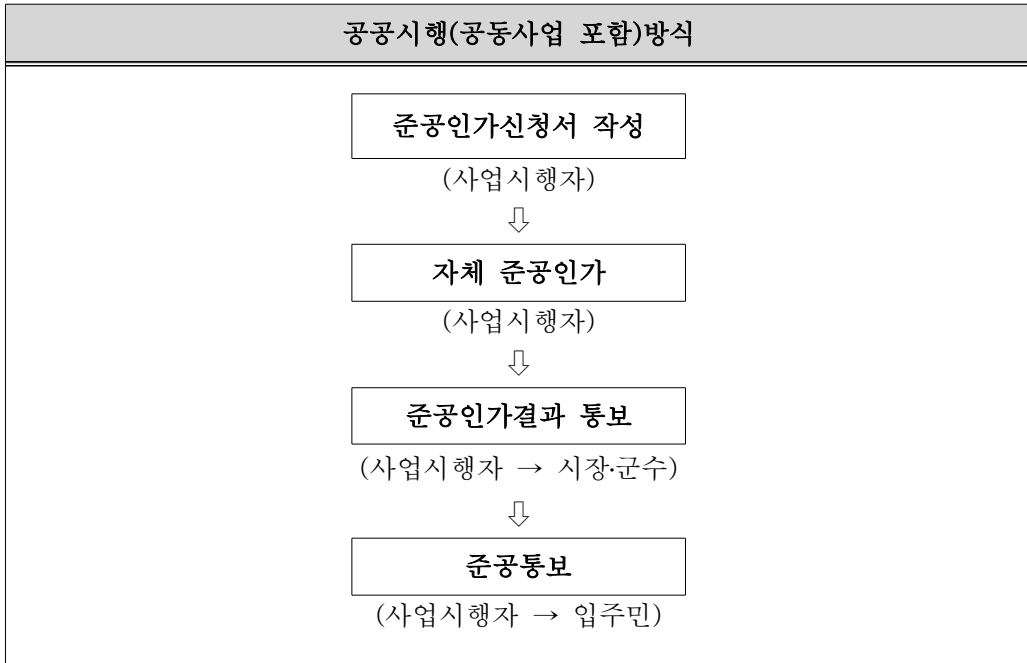 공공시행(공동사업 포함)방식
준공인가신청서 작성
(사업시행자)
⇩
자체 준공인가
(사업시행자)
⇩
준공인가결과 통보
(사업시행자 → 시장·군수)
⇩
준공통보
(사업시행자 → 입주민)